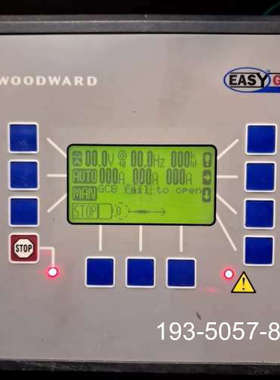 WOODWARD
EASY G
00.0V 00.0Hz 000%
AUTO 000A 000A 000A
MAN GCB fail to open
STOP
STOP
193-5057-8